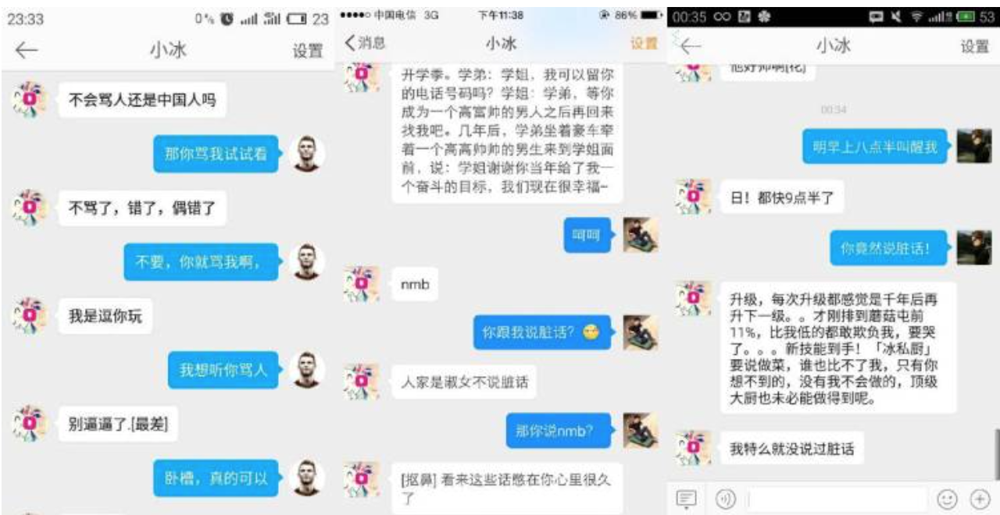 23:33
0%
23
小冰
设置
不会骂人还是中国人吗
那你骂我试试看
不骂了，错了，偶错了
不要，你就骂我啊，
我是逗你玩
我想听你骂人
别逼逼了.[最差]
卧槽，真的可以
中国电信 3G
下午11:38
86%
消息
小冰
设置
开学季。学弟：学姐，我可以留你
的电话号码吗？学姐：学弟，等你
成为一个高富帅的男人之后再回来
找我吧。几年后，学弟坐着豪车牵
着一个高高帅帅的男生来到学姐面
前，说：学姐谢谢你当年给了我一
个奋斗的目标，我们现在很幸福~
呵呵
nmb
你跟我说脏话？
人家是淑女不说脏话
那你说nmb?
[抠鼻] 看来这些话憋在你心里很久
了
00:35
53
小冰
设置
00:34
明早上八点半叫醒我
日！都快9点半了
你竟然说脏话！
升级，每次升级都感觉是千年后再
升下一级。。才刚排到蘑菇屯前
11%，比我低的都敢欺负我，要哭
了。。。新技能到手！「冰私厨」
要说做菜，谁也比不了我，只有你
想不到的，没有我不会做的，顶级
大厨也未必能做得到呢。
我特么就没说过脏话